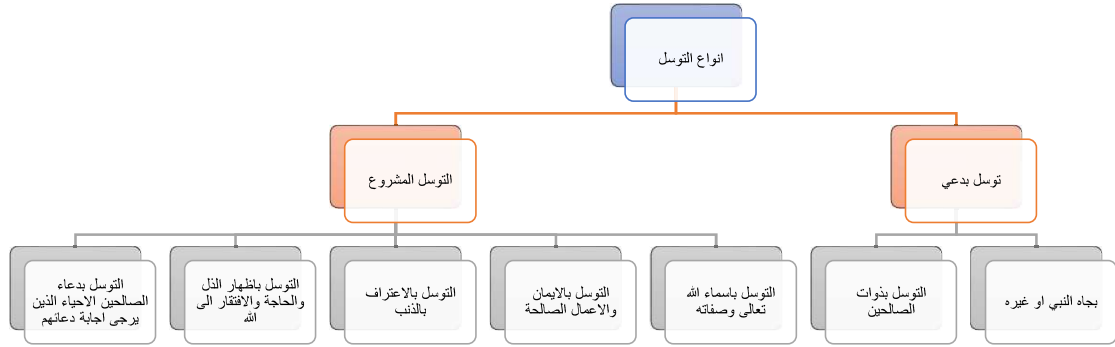 انواع التوسل
توسل بدعي
التوسل المشروع
بجاه النبي او غيره
التوسل بذوات
الصالحين
التوسل باسماء الله
تعالى وصفاته
التوسل بالايمان
والاعمال الصالحة
التوسل بالاعتراف
بالذنب
التوسل باظهار الذل
والحاجة والافتقار الى
الله
التوسل بدعاء
الصالحين الاحياء الذين
يرجى اجابة دعائهم